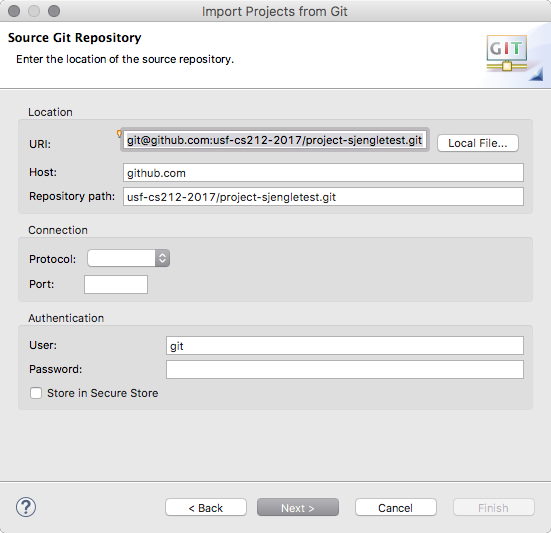 Import Projects from Git
Source Git Repository
Enter the location of the source repository.
GIT
Location
URI: git@github.com:usf-cs212-2017/project-sjengletest.git Local File...
Host: github.com
Repository path: usf-cs212-2017/project-sjengletest.git
Connection
Protocol:
Port:
Authentication
User: git
Password:
Store in Secure Store
? < Back Next > Cancel Finish